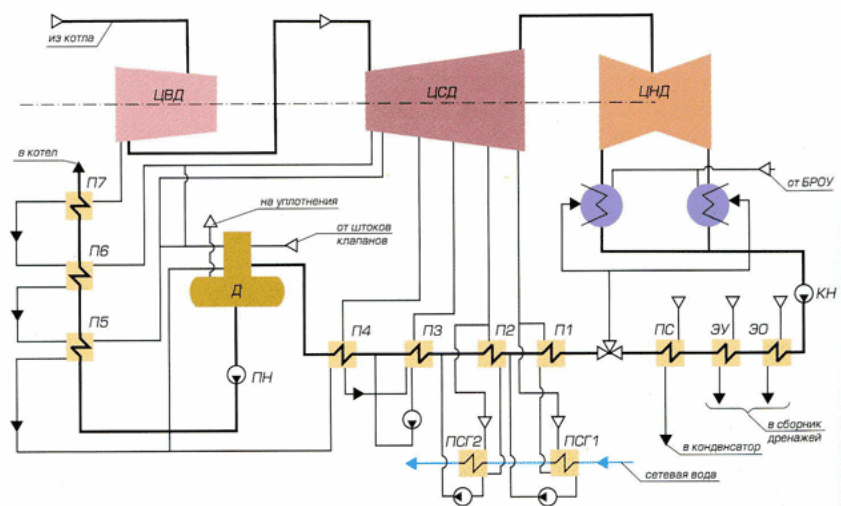 из котла
ЦВД
ЦСД
ЦНД
в котел
П7
на уплотнения
от БРОУ
от штоков
клапанов
П6
Д
КН
П5
П4
П3
П2
П1
ПС
ЭУ
ЭО
ПН
ПСГ2
ПСГ1
в сборник
дренажей
в конденсатор
сетевая вода